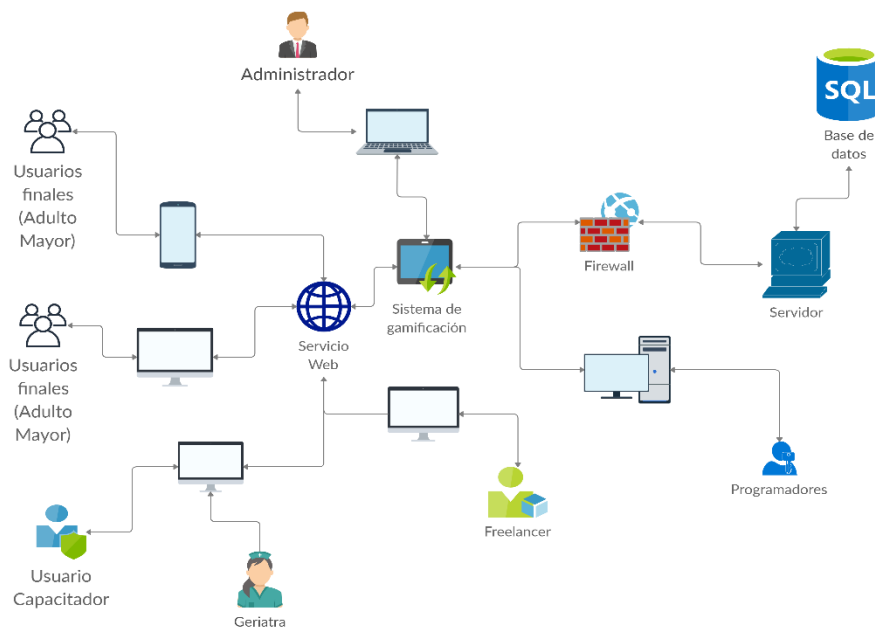 Administrador
SQL
Base de
datos
Usuarios
finales
(Adulto
Mayor)
Firewall
Sistema de
gamificación
Servidor
Servicio
Web
Usuarios
finales
(Adulto
Mayor)
Programadores
Freelancer
Usuario
Capacitador
Geriatra